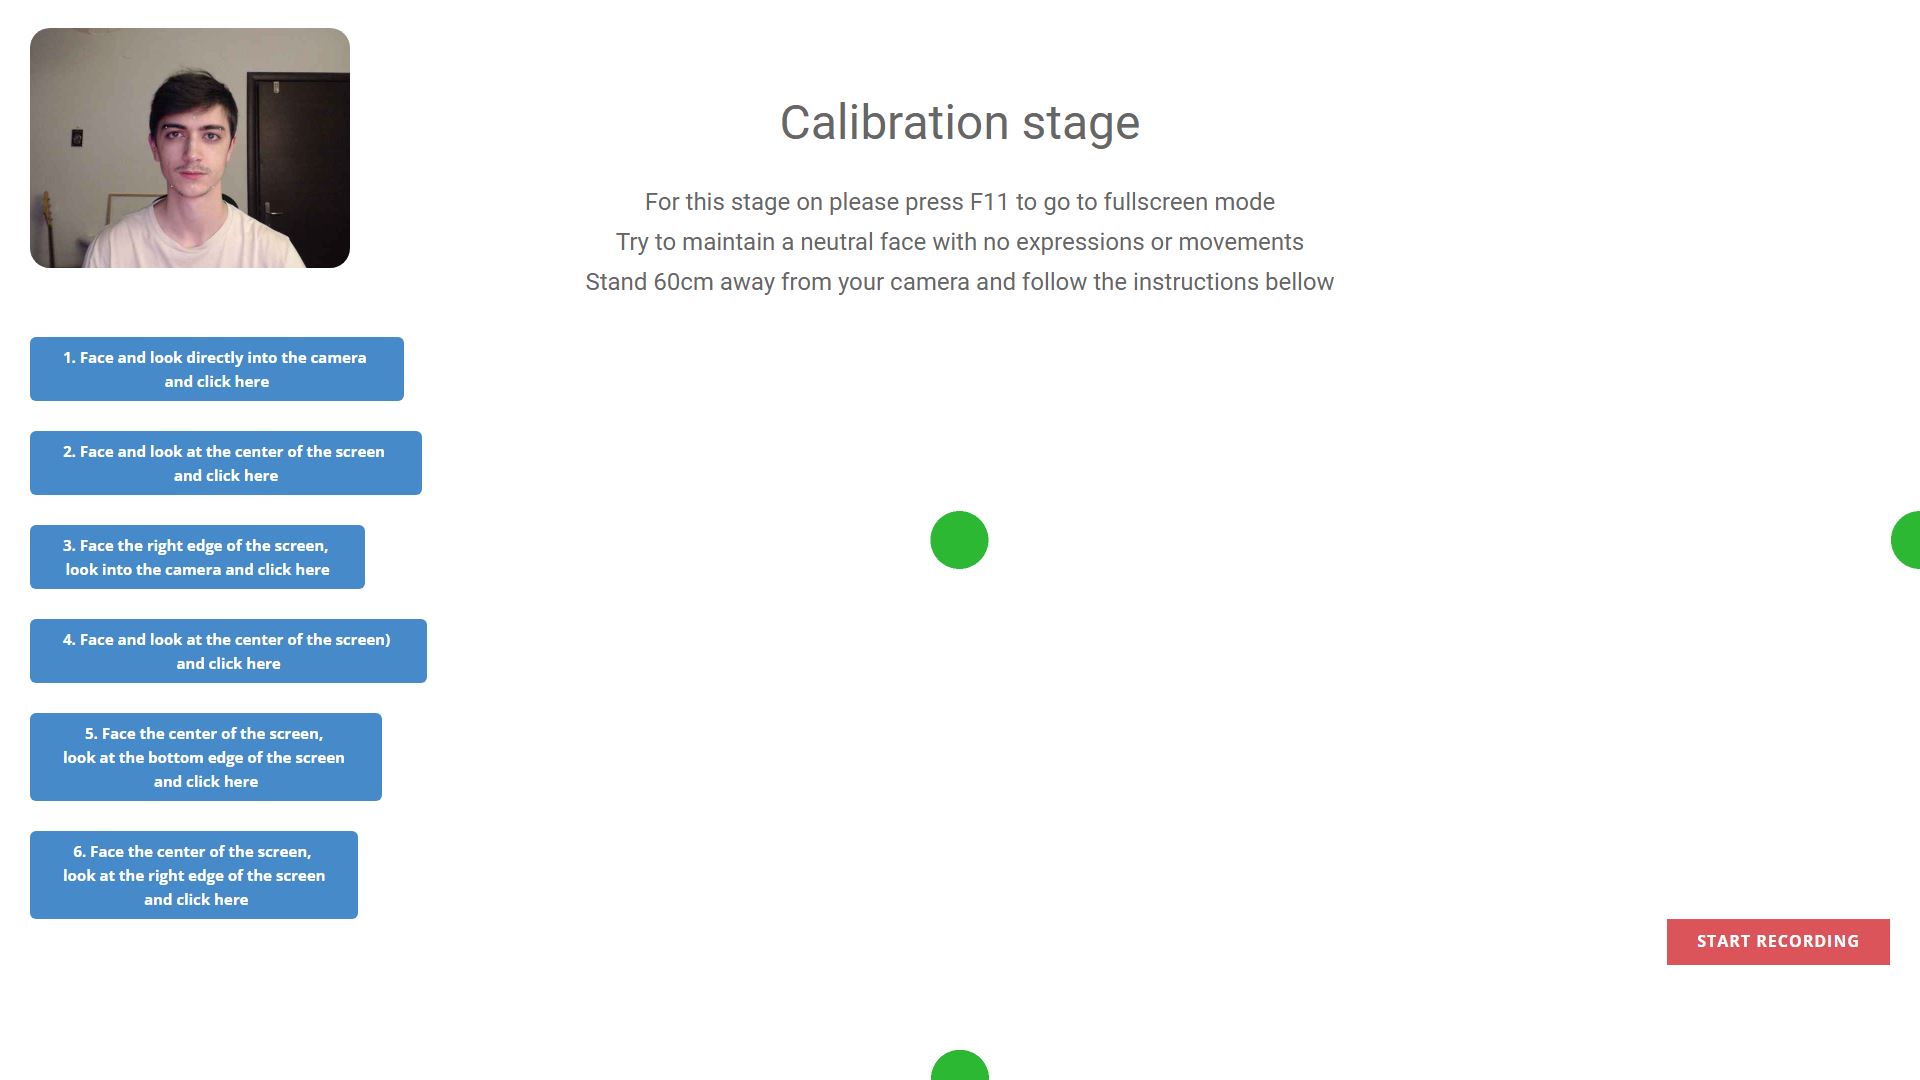 Calibration stage
For this stage on please press F11 to go to fullscreen mode
Try to maintain a neutral face with no expressions or movements
Stand 60cm away from your camera and follow the instructions bellow
1. Face and look directly into the camera
and click here
2. Face and look at the center of the screen
and click here
3. Face the right edge of the screen,
look into the camera and click here
4. Face and look at the center of the screen)
and click here
5. Face the center of the screen,
look at the bottom edge of the screen
and click here
6. Face the center of the screen,
look at the right edge of the screen
and click here
START RECORDING